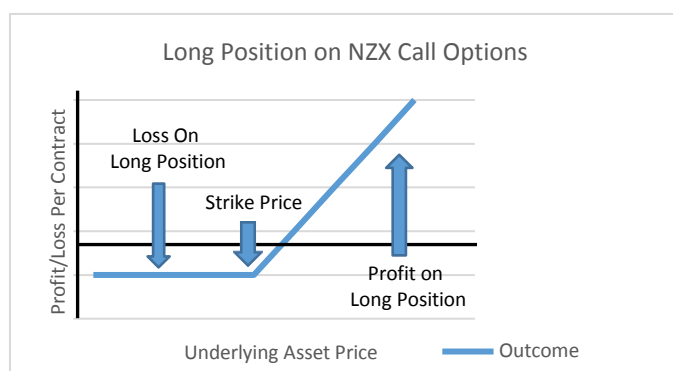 Long Position on NZX Call Options
Profit/Loss Per Contract
Loss On
Long Position
Strike Price
Profit on
Long Position
Underlying Asset Price
Outcome